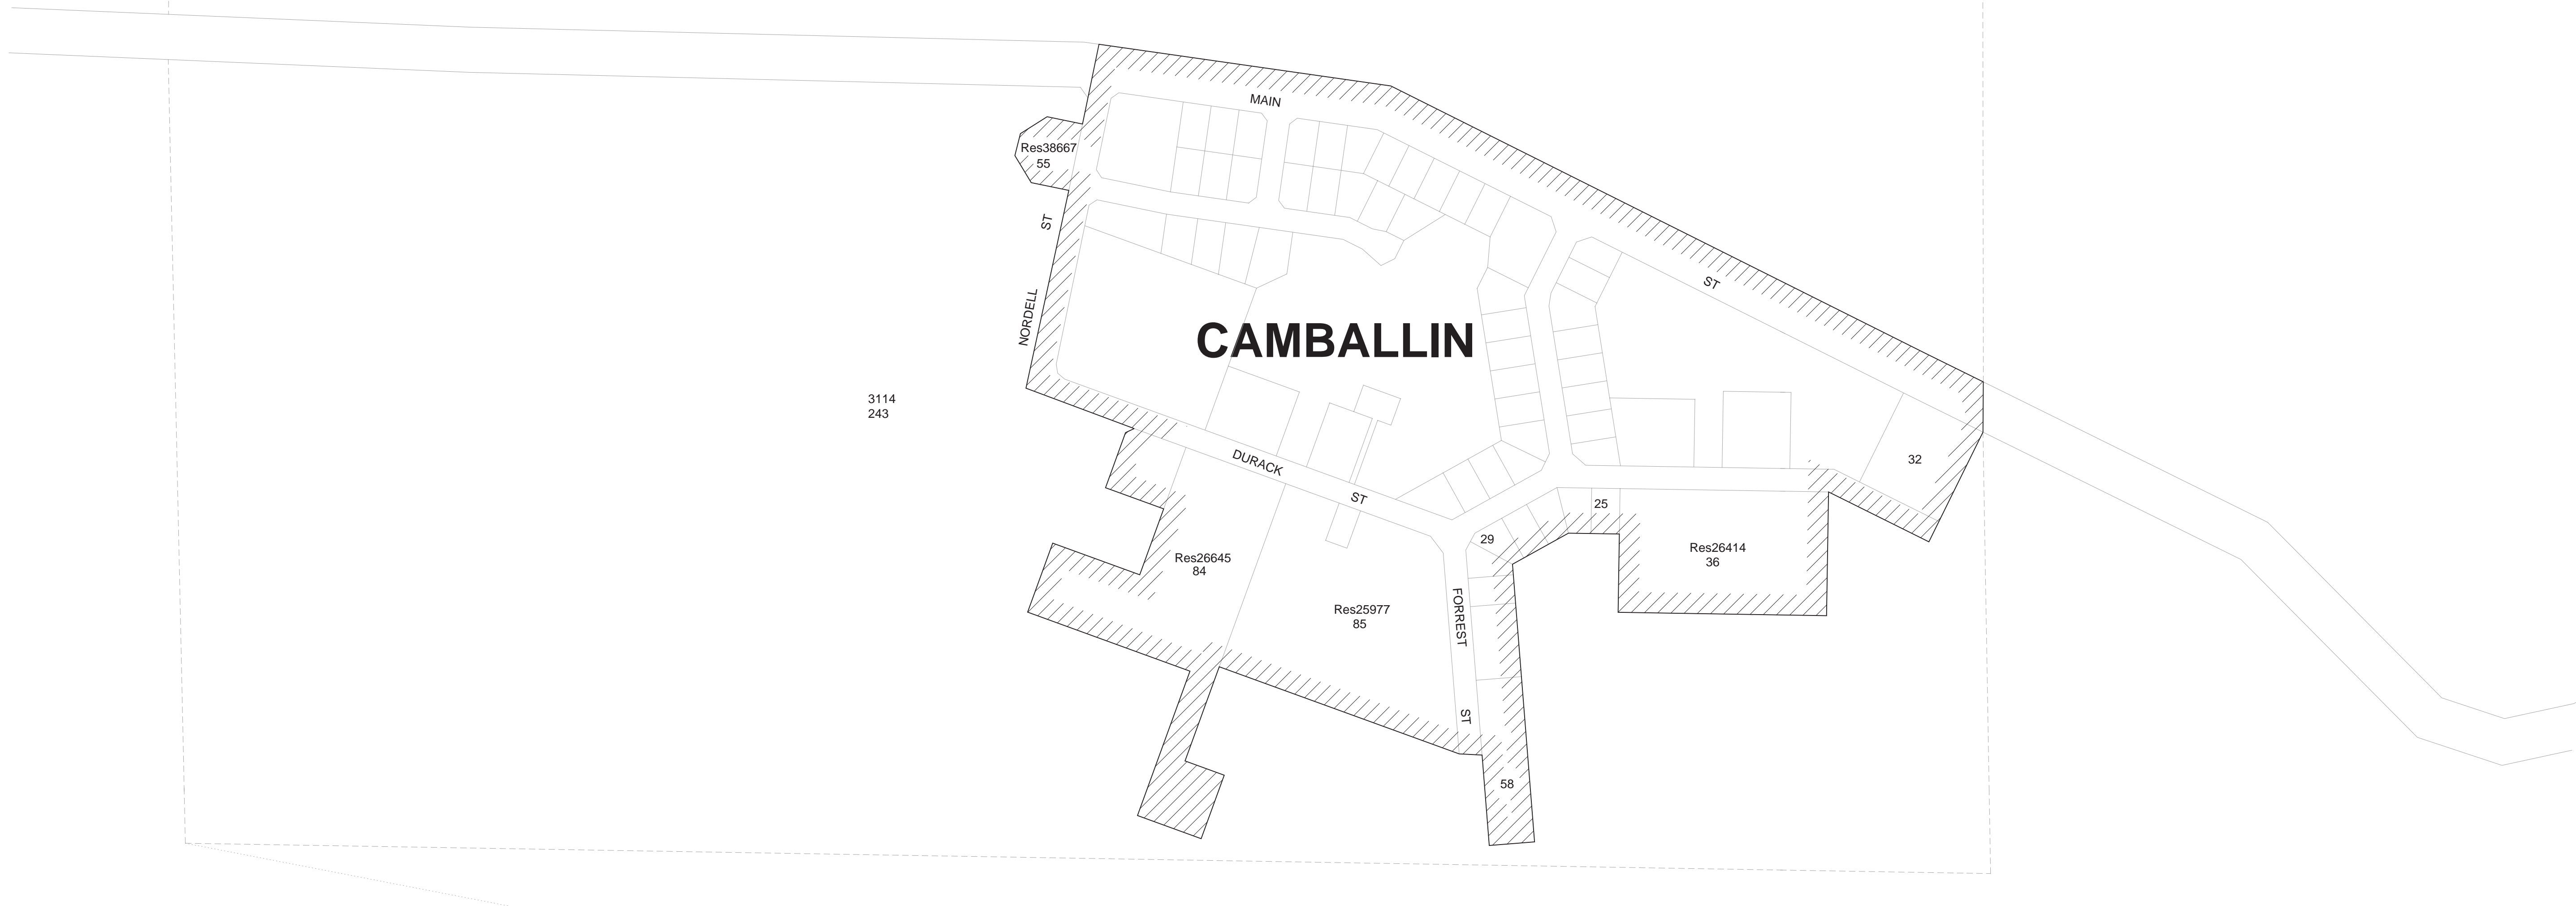 MAIN
Res38667
55
ST
ST
NORDELL
CAMBALLIN
3114
243
32
DURACK
ST
25
29
Res26414
36
Res26645
84
FORREST
Res25977
85
ST
58